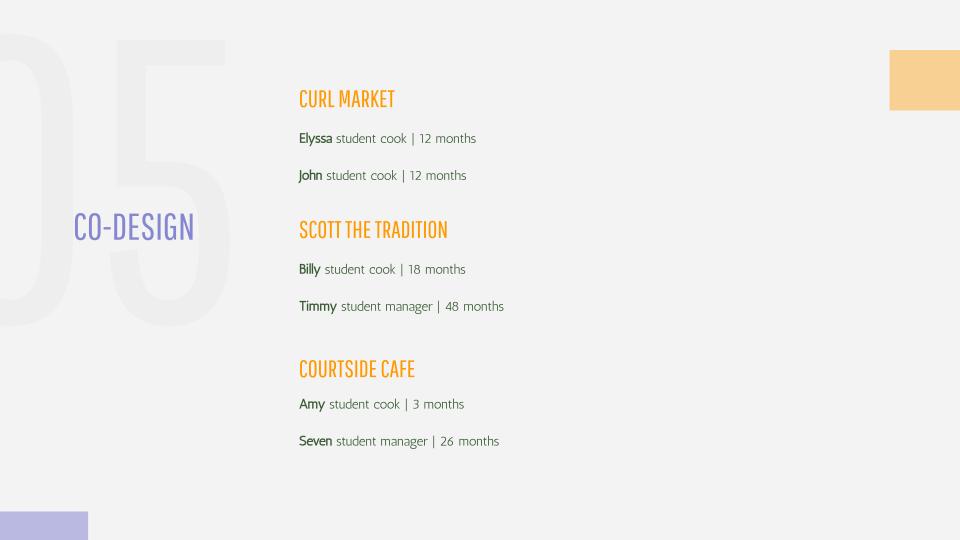 05
CO-DESIGN
CURL MARKET
Elyssa student cook | 12 months
John student cook | 12 months
SCOTT THE TRADITION
Billy student cook | 18 months
Timmy student manager | 48 months
COURTSIDE CAFE
Amy student cook | 3 months
Seven student manager | 26 months